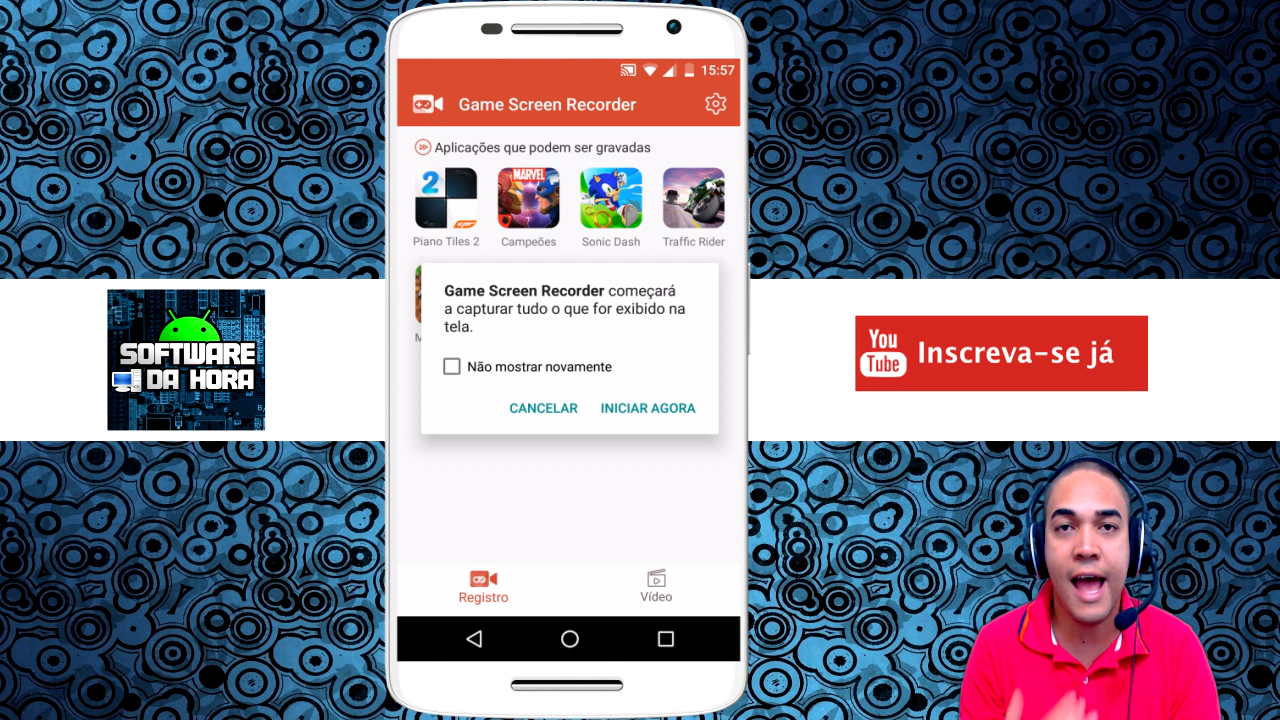 15:57
Game Screen Recorder
Aplicações que podem ser gravadas
2
MARVEL
Piano Tiles 2
Campeões
Sonic Dash
Traffic Rider
Game Screen Recorder começará
a capturar tudo o que for exibido na
tela.
M
Não mostrar novamente
CANCELAR INICIAR AGORA
Registro
Vídeo
SOFTWARE
DA HORA
You
Tube
Inscreva-se já